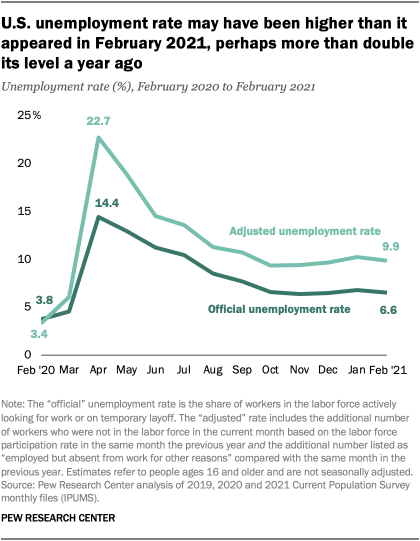 U.S. unemployment rate may have been higher than it
appeared in February 2021, perhaps more than double
its level a year ago
Unemployment rate (%), February 2020 to February 2021
25%
22.7
20
15
14.4
Adjusted unemployment rate
9.9
10
5
3.8
Official unemployment rate
6.6
3.4
0
Feb '20 Mar Apr May Jun Jul Aug Sep Oct Nov Dec Jan Feb '21
Note: The “official” unemployment rate is the share of workers in the labor force actively
looking for work or on temporary layoff. The “adjusted” rate includes the additional number
of workers who were not in the labor force in the current month based on the labor force
participation rate in the same month the previous year and the additional number listed as
“employed but absent from work for other reasons” compared with the same month in the
previous year. Estimates refer to people ages 16 and older and are not seasonally adjusted.
Source: Pew Research Center analysis of 2019, 2020 and 2021 Current Population Survey
monthly files (IPUMS).
PEW RESEARCH CENTER